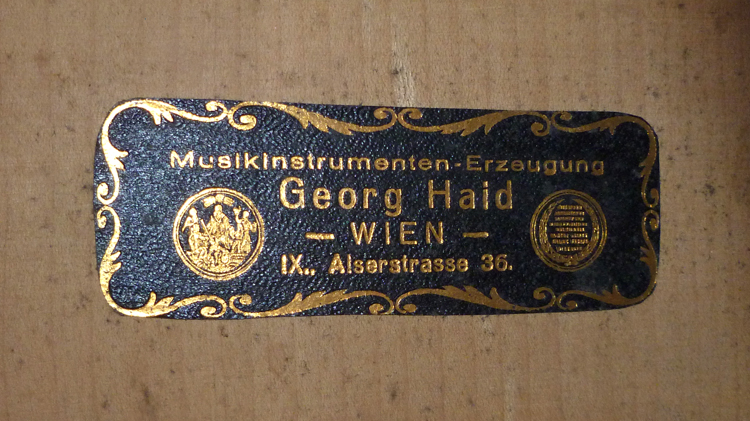 Musikinstrumenten-Erzeugung
Georg Haid
— WIEN —
IX., Alserstrasse 36.